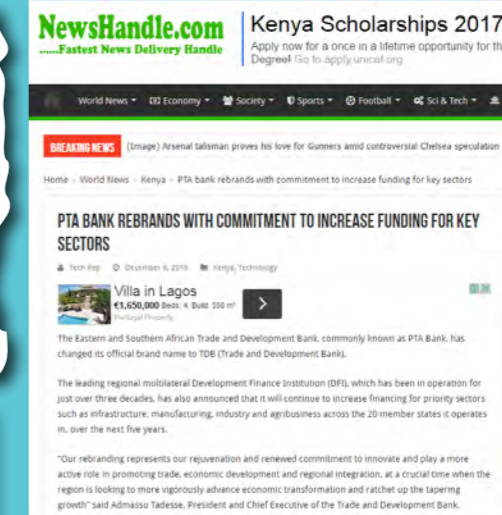 NewsHandle.com
......Fastest News Delivery Handle
Kenya Scholarships 2017
Apply now for a once in a lifetime opportunity for th
Degree! Go to apply.unicaf.org
World News Economy Society Sports Football Sci & Tech
BREAKING NEWS (Image) Arsenal talisman proves his love for Gunners amid controversial Chelsea speculation
Home - World News - Kenya - PTA bank rebrands with commitment to increase funding for key sectors
PTA BANK REBRANDS WITH COMMITMENT TO INCREASE FUNDING FOR KEY
SECTORS
Tech Rep December 6, 2016 Kenya, Technology
Villa in Lagos
€1,650,000 Beds: 4, Build: 550 m²
Portugal Property
The Eastern and Southern African Trade and Development Bank, commonly known as PTA Bank, has
changed its official brand name to TDB (Trade and Development Bank).
The leading regional multilateral Development Finance Institution (DFI), which has been in operation for
just over three decades, has also announced that it will continue to increase financing for priority sectors
such as infrastructure, manufacturing, industry and agribusiness across the 20 member states it operates
in, over the next five years.
"Our rebranding represents our rejuvenation and renewed commitment to innovate and play a more
active role in promoting trade, economic development and regional integration, at a crucial time when the
region is looking to more vigorously advance economic transformation and ratchet up the tapering
growth" said Admassu Tadesse, President and Chief Executive of the Trade and Development Bank.